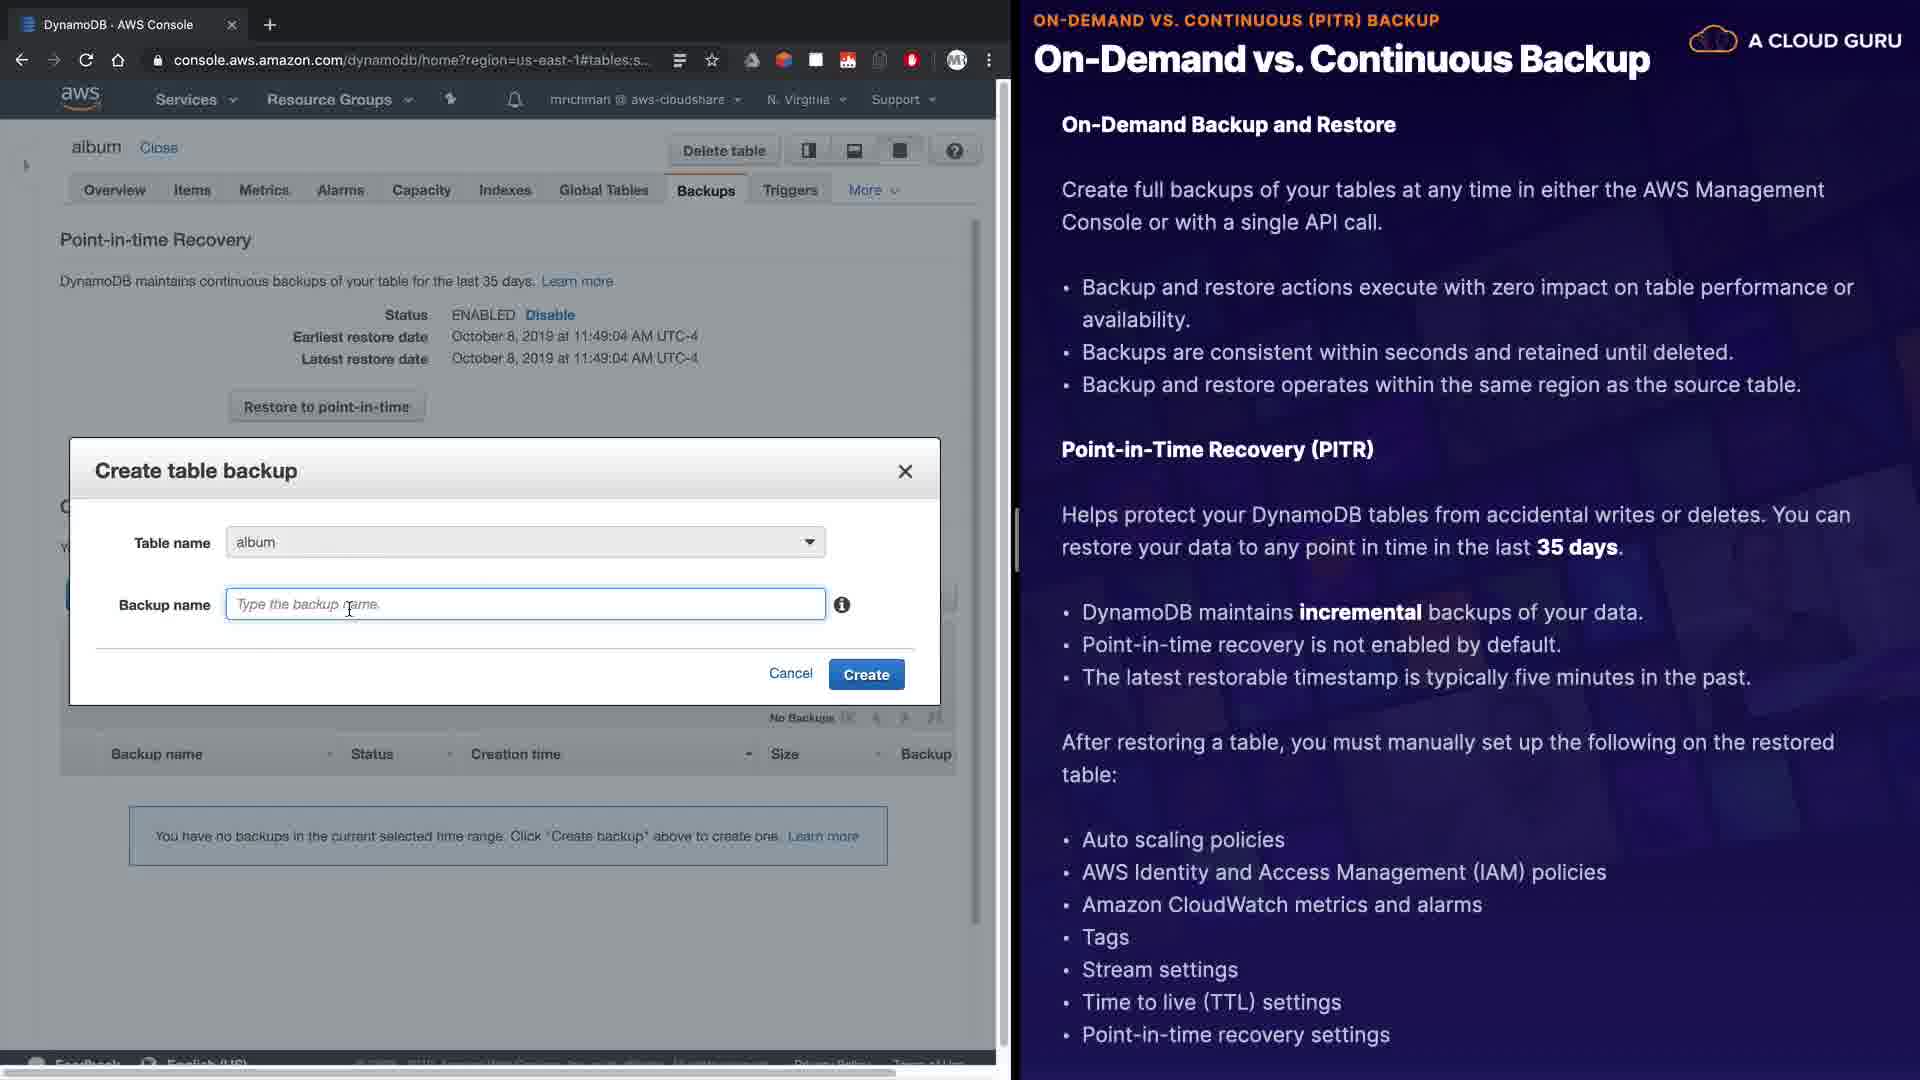 DynamoDB - AWS Console
console.aws.amazon.com/dynamodb/home?region=us-east-1#tables:s...
aws
Services
Resource Groups
mrichman @ aws-cloudshare
N. Virginia
Support
album
Close
Delete table
Overview
Items
Metrics
Alarms
Capacity
Indexes
Global Tables
Backups
Triggers
More
Point-in-time Recovery
DynamoDB maintains continuous backups of your table for the last 35 days. Learn more
Status ENABLED Disable
Earliest restore date October 8, 2019 at 11:49:04 AM UTC-4
Latest restore date October 8, 2019 at 11:49:04 AM UTC-4
Restore to point-in-time
Create table backup
Table name album
Backup name Type the backup name.
Cancel Create
No Backups
Backup name Status Creation time Size Backup
You have no backups in the current selected time range. Click "Create backup" above to create one. Learn more
Feedback English (US)
Privacy Policy Terms of Use
ON-DEMAND VS. CONTINUOUS (PITR) BACKUP
On-Demand vs. Continuous Backup
A CLOUD GURU
On-Demand Backup and Restore
Create full backups of your tables at any time in either the AWS Management
Console or with a single API call.
• Backup and restore actions execute with zero impact on table performance or
availability.
• Backups are consistent within seconds and retained until deleted.
• Backup and restore operates within the same region as the source table.
Point-in-Time Recovery (PITR)
Helps protect your DynamoDB tables from accidental writes or deletes. You can
restore your data to any point in time in the last 35 days.
• DynamoDB maintains incremental backups of your data.
• Point-in-time recovery is not enabled by default.
• The latest restorable timestamp is typically five minutes in the past.
After restoring a table, you must manually set up the following on the restored
table:
• Auto scaling policies
• AWS Identity and Access Management (IAM) policies
• Amazon CloudWatch metrics and alarms
• Tags
• Stream settings
• Time to live (TTL) settings
• Point-in-time recovery settings